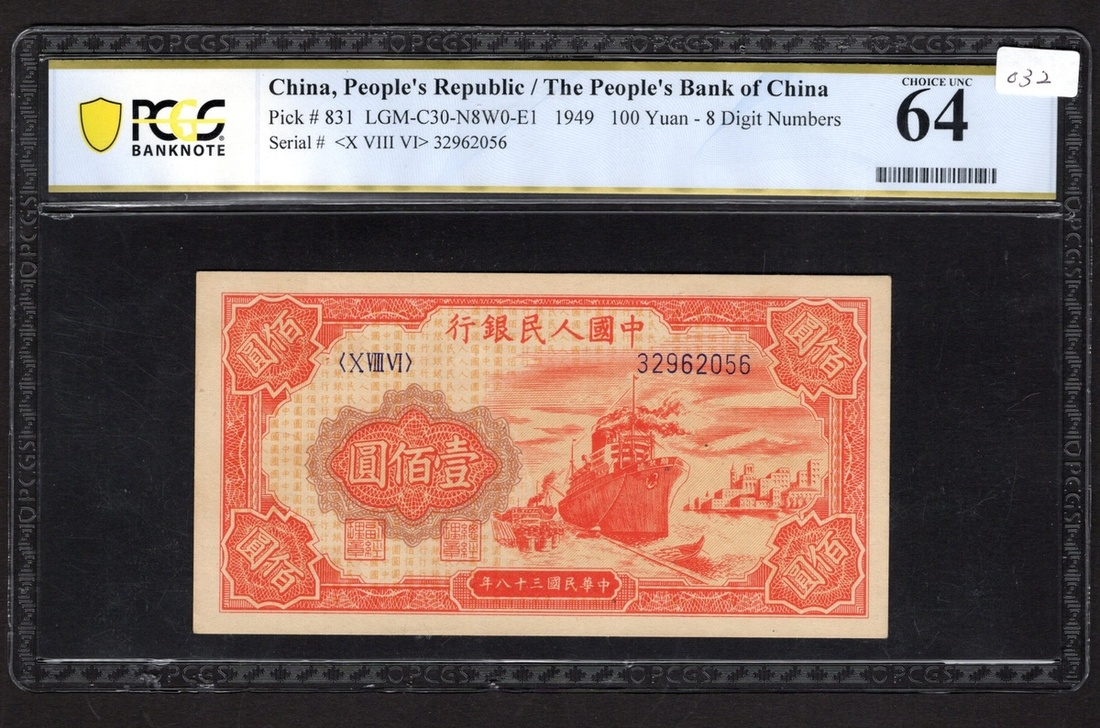 China, People's Republic / The People's Bank of China
Pick # 831 LGM-C30-N8W0-E1 1949 100 Yuan - 8 Digit Numbers
Serial # <X VIII VI> 32962056
PCGS
BANKNOTE
CHOICE UNC
64
032
行銀民人國中
〈X VIII VI〉 32962056
圓佰
圓佰
圓佰壹
圓佰
圓佰
年八十三國民華中